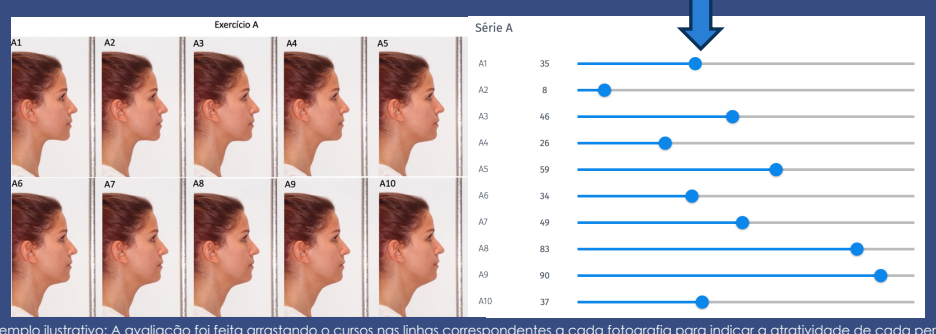 Exercício A
A1 A2 A3 A4 A5
A6 A7 A8 A9 A10
Série A
A1 35
A2 8
A3 46
A4 26
A5 59
A6 34
A7 49
A8 83
A9 90
A10 37
ilustrativo: A avaliação foi feita arrastando o cursos nas linhas correspondentes a cada fotografia para indicar a atratividade de cada